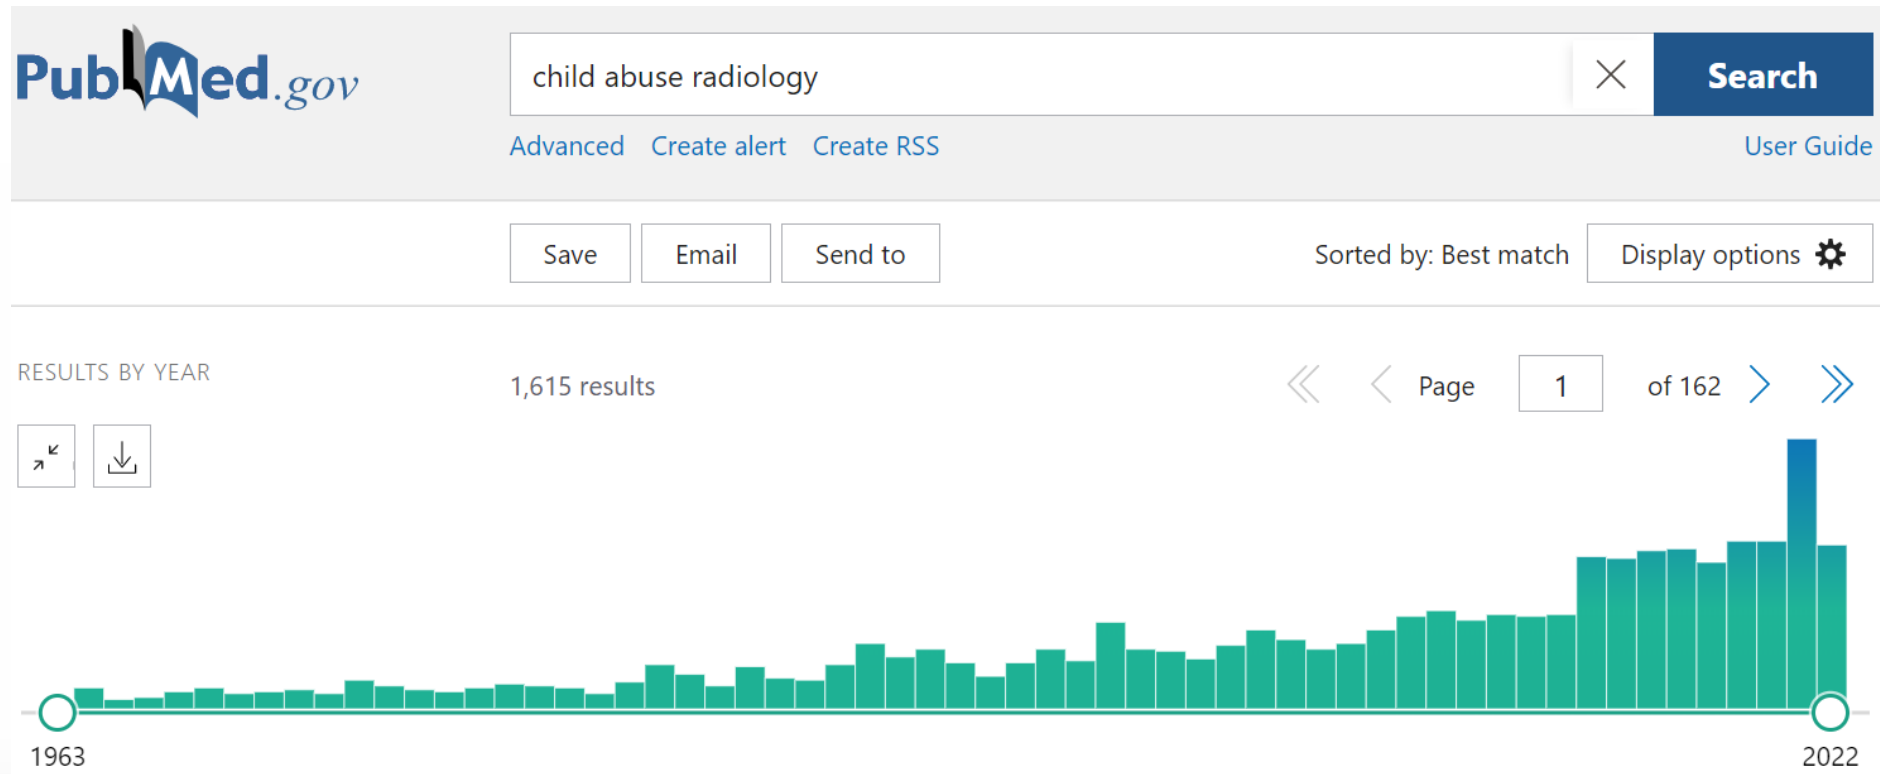 PubMed.gov
child abuse radiology
Search
Advanced Create alert Create RSS
User Guide
Save Email Send to
Sorted by: Best match Display options
RESULTS BY YEAR
1,615 results
Page 1 of 162
1963
2022